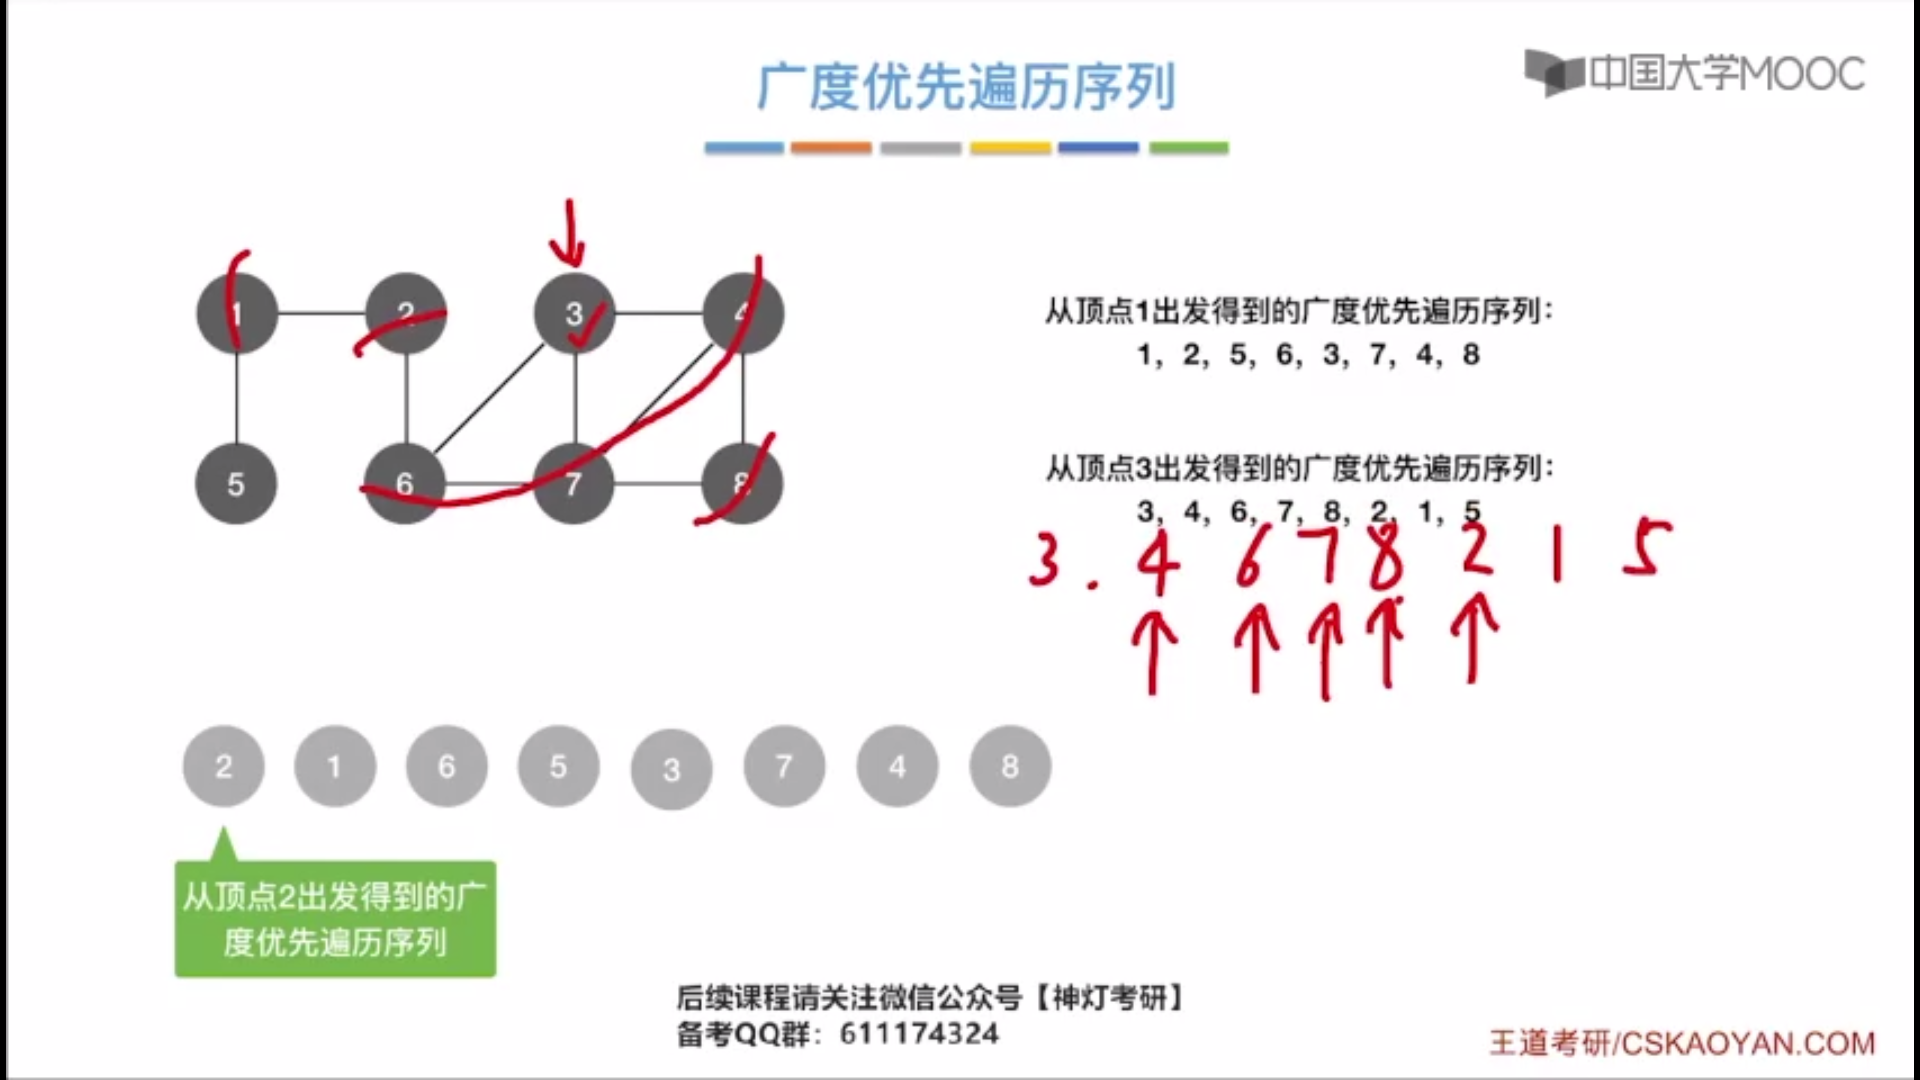 广度优先遍历序列
中国大学MOOC
1 2 3 4
5 6 7 8
从顶点1出发得到的广度优先遍历序列：
1，2，5，6，3，7，4，8
从顶点3出发得到的广度优先遍历序列：
3，4，6，7，8，2，1，5
3. 4 6 7 8 2 1 5
2 1 6 5 3 7 4 8
从顶点2出发得到的广
度优先遍历序列
后续课程请关注微信公众号【神灯考研】
备考QQ群：611174324
王道考研/CSKAOYAN.COM